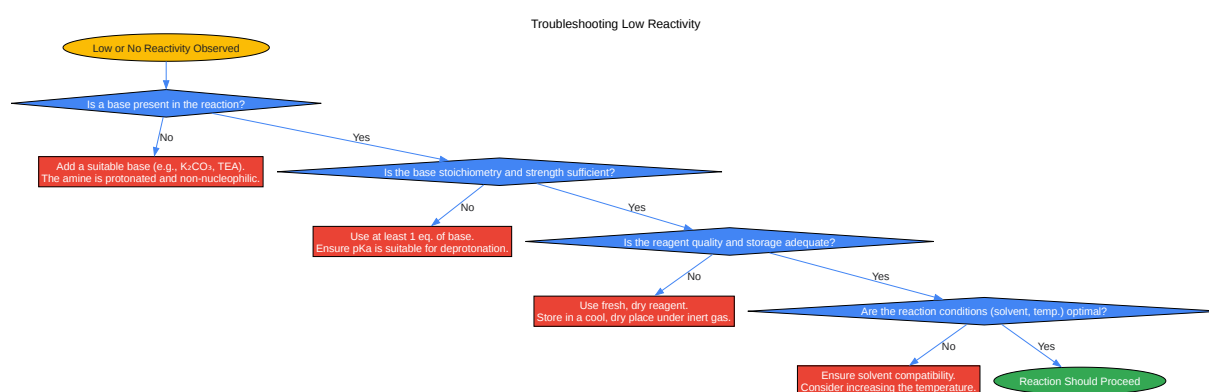 Troubleshooting Low Reactivity
Low or No Reactivity Observed
Is a base present in the reaction?
No
Yes
Add a suitable base (e.g., K₂CO₃, TEA).
The amine is protonated and non-nucleophilic.
Is the base stoichiometry and strength sufficient?
No
Yes
Use at least 1 eq. of base.
Ensure pKa is suitable for deprotonation.
Is the reagent quality and storage adequate?
No
Yes
Use fresh, dry reagent.
Store in a cool, dry place under inert gas.
Are the reaction conditions (solvent, temp.) optimal?
No
Yes
Ensure solvent compatibility.
Consider increasing the temperature.
Reaction Should Proceed